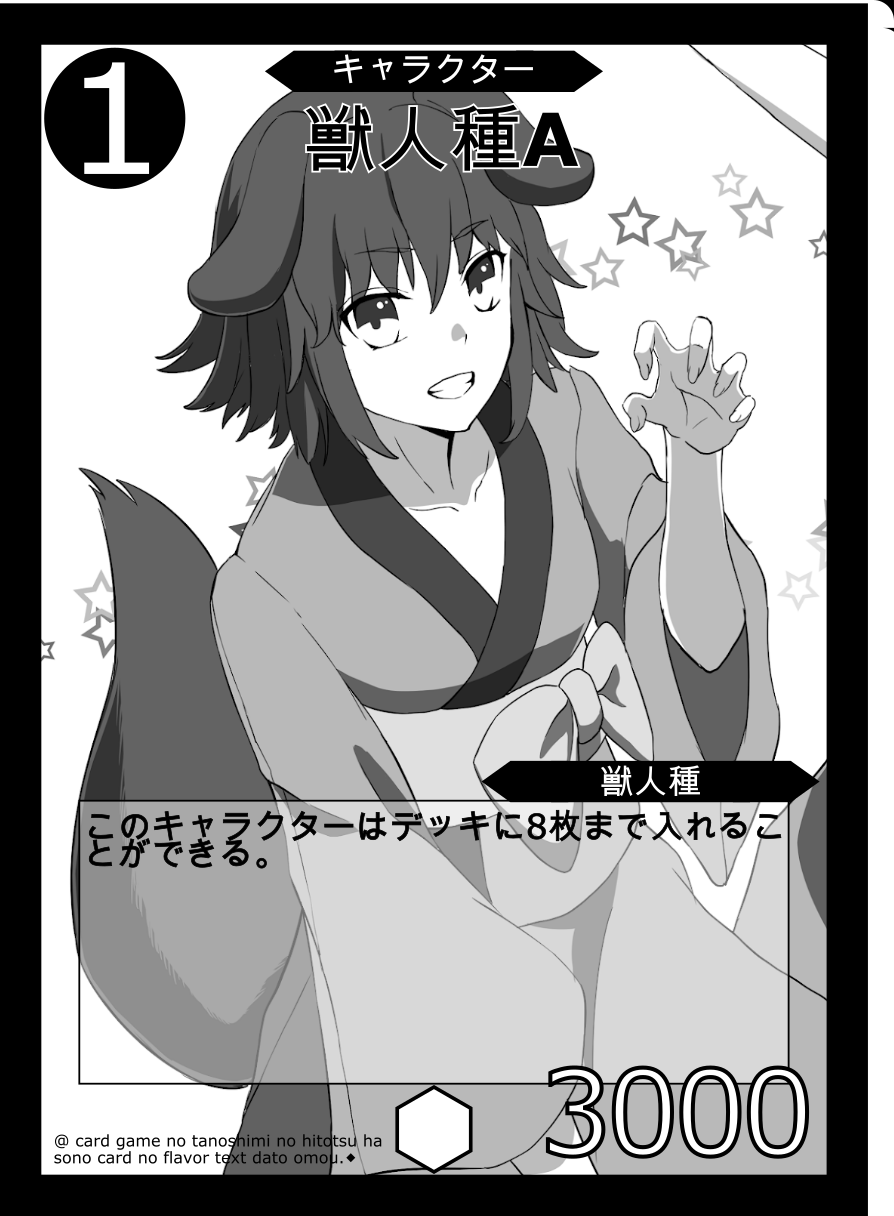 1
キャラクター
獣人種A
獣人種
このキャラクターはデッキに8枚まで入れるこ
とができる。
3000
@ card game no tanoshimi no hitotsu ha
sono card no flavor text dato omou.◆